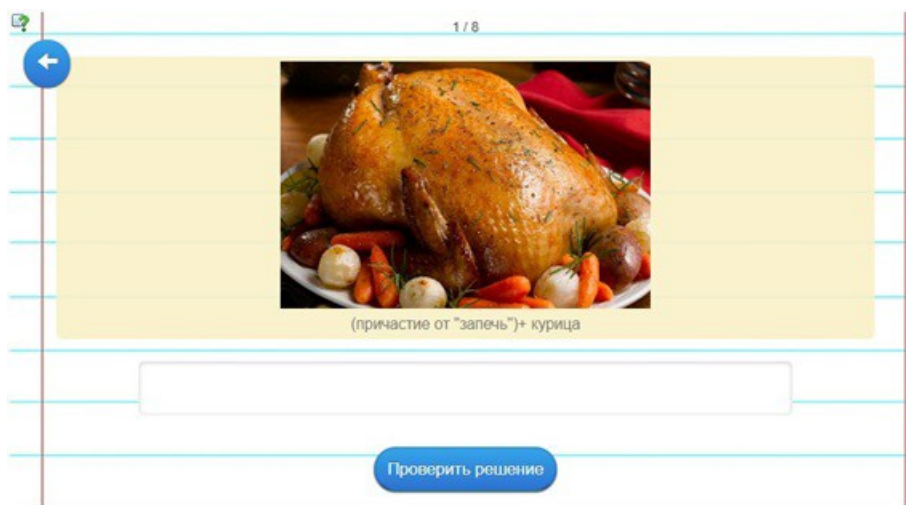 1 / 8
(причастие от "запечь")+ курица
Проверить решение